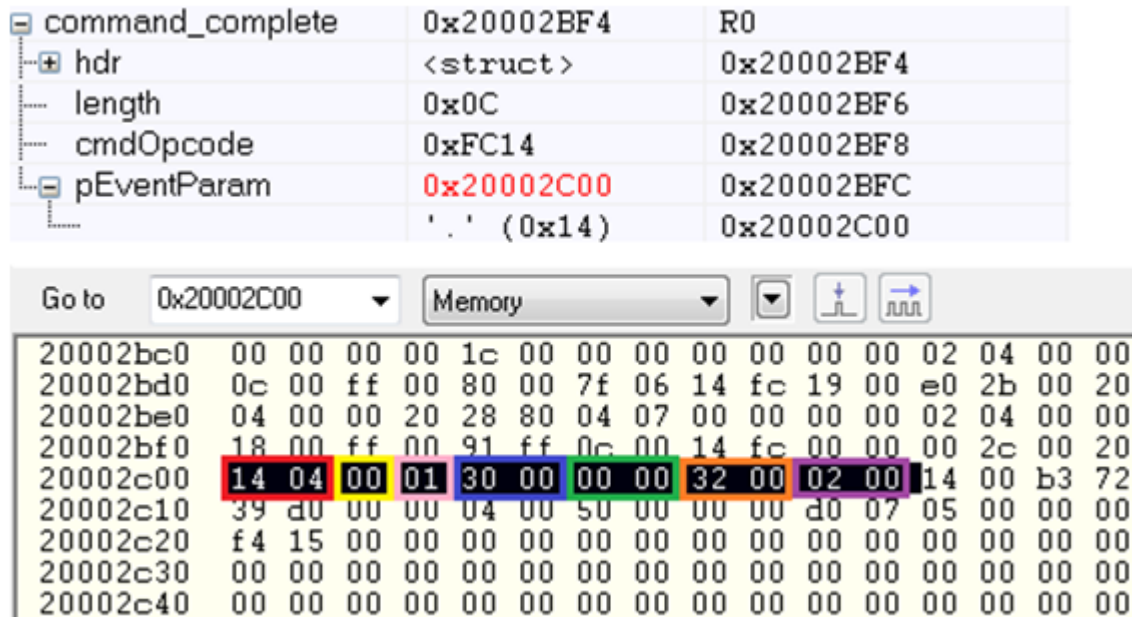 command_complete 0x20002BF4 R0
hdr <struct> 0x20002BF4
length 0x0C 0x20002BF6
cmdOpcode 0xFC14 0x20002BF8
pEventParam 0x20002C00 0x20002BFC
'.' (0x14) 0x20002C00
Go to 0x20002C00 Memory
20002bc0 00 00 00 00 1c 00 00 00 00 00 00 00 02 04 00 00
20002bd0 0c 00 ff 00 80 00 7f 06 14 fc 19 00 e0 2b 00 20
20002be0 04 00 00 20 28 80 04 07 00 00 00 00 02 04 00 00
20002bf0 18 00 ff 00 91 ff 0c 00 14 fc 00 00 00 2c 00 20
20002c00 14 04 00 01 30 00 00 00 32 00 02 00 14 00 b3 72
20002c10 39 d0 00 00 04 00 50 00 00 00 d0 07 05 00 00 00
20002c20 f4 15 00 00 00 00 00 00 00 00 00 00 00 00 00 00
20002c30 00 00 00 00 00 00 00 00 00 00 00 00 00 00 00 00
20002c40 00 00 00 00 00 00 00 00 00 00 00 00 00 00 00 00